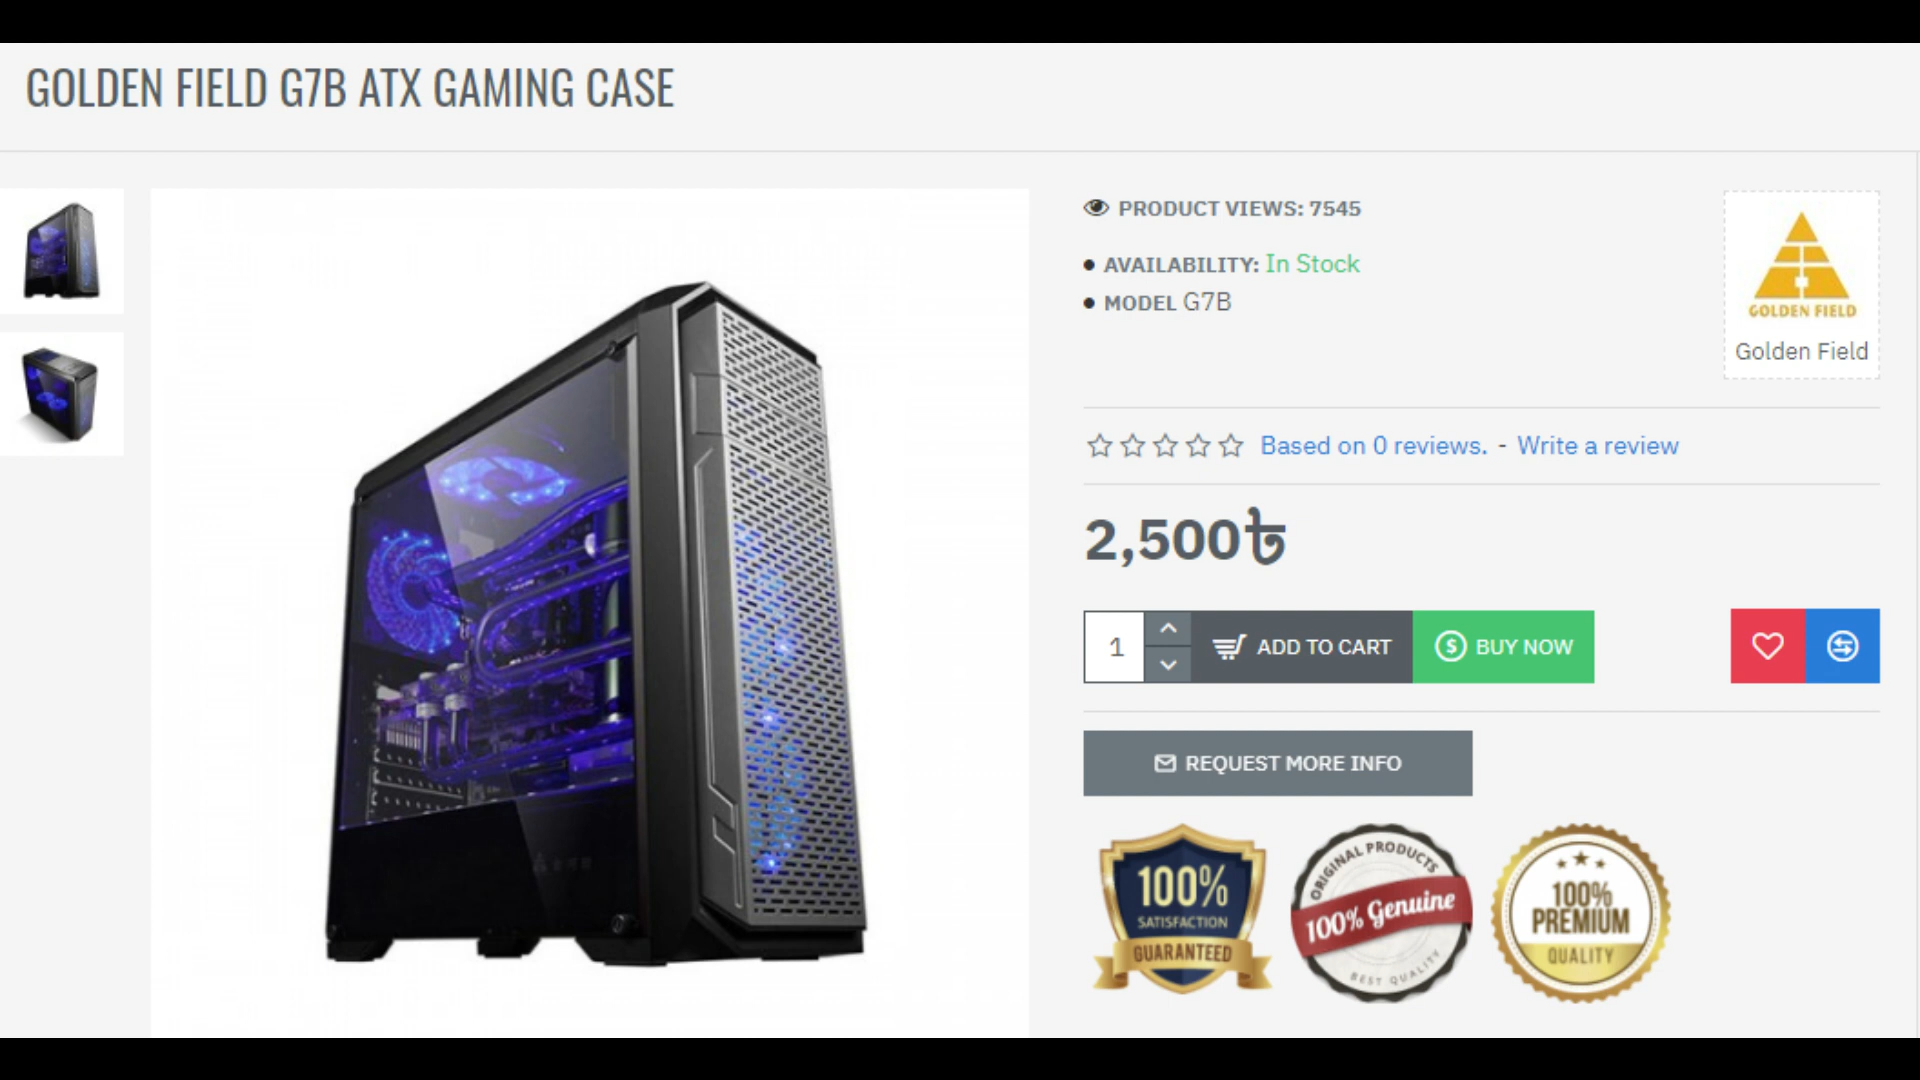 GOLDEN FIELD G7B ATX GAMING CASE
PRODUCT VIEWS: 7545
AVAILABILITY: In Stock
MODEL G7B
GOLDEN FIELD
Golden Field
Based on 0 reviews. - Write a review
2,500৳
1
ADD TO CART
$ BUY NOW
REQUEST MORE INFO
100%
SATISFACTION
GUARANTEED
ORIGINAL PRODUCTS
100% Genuine
BEST QUALITY
100%
PREMIUM
QUALITY